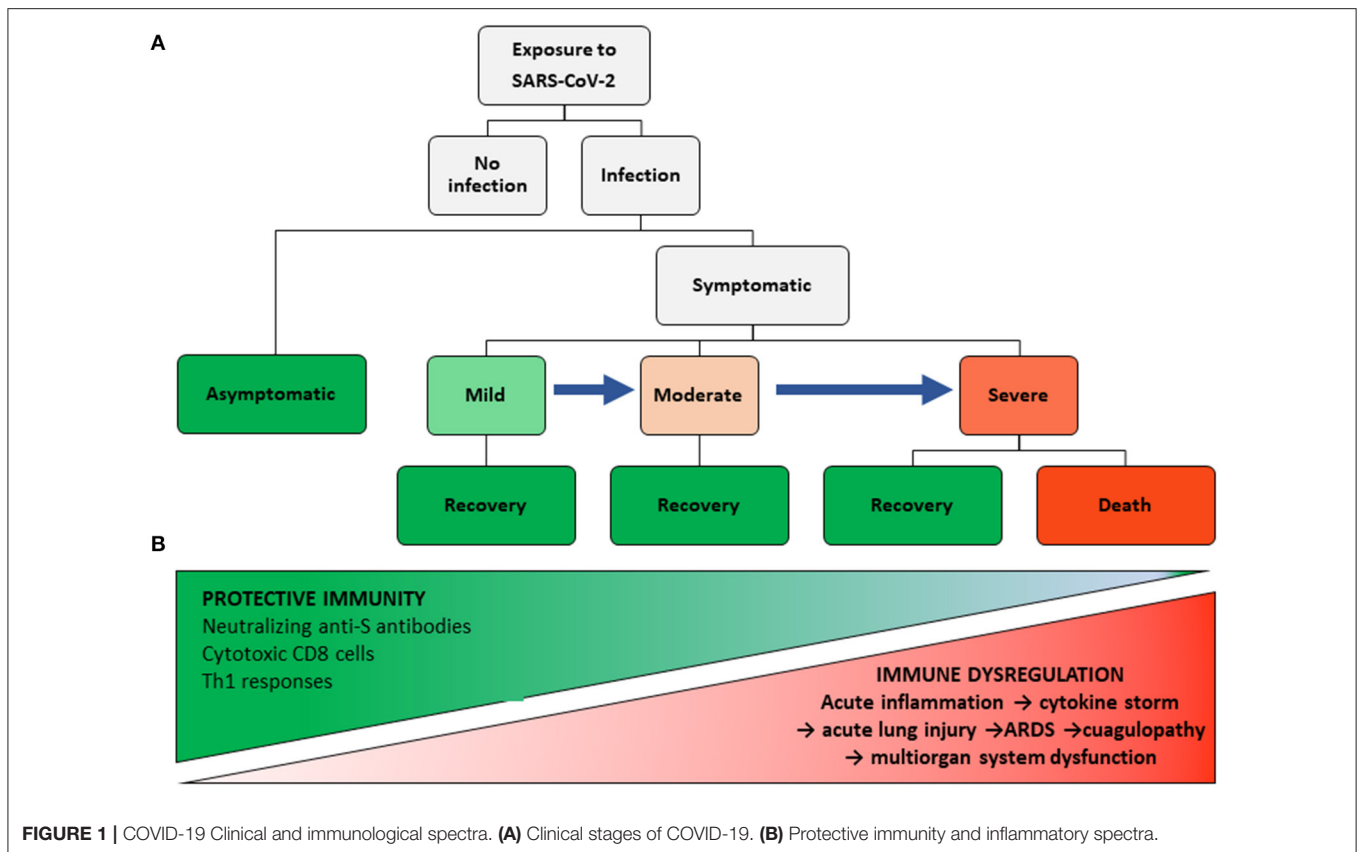 A
Exposure to
SARS-CoV-2
No
infection
Infection
Symptomatic
Asymptomatic
Mild
Moderate
Severe
Recovery
Recovery
Recovery
Death
B
PROTECTIVE IMMUNITY
Neutralizing anti-S antibodies
Cytotoxic CD8 cells
Th1 responses
IMMUNE DYSREGULATION
Acute inflammation → cytokine storm
→ acute lung injury →ARDS →cuagulopathy
→ multiorgan system dysfunction
FIGURE 1 | COVID-19 Clinical and immunological spectra. (A) Clinical stages of COVID-19. (B) Protective immunity and inflammatory spectra.